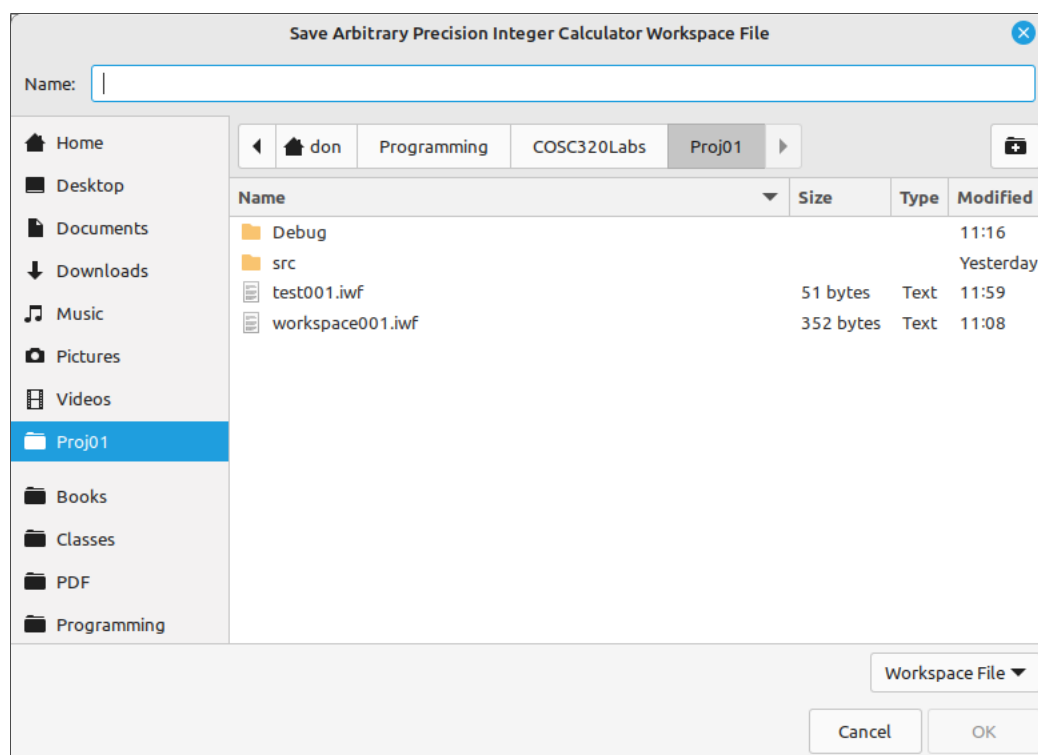 Save Arbitrary Precision Integer Calculator Workspace File
Name:
Home
Desktop
Documents
Downloads
Music
Pictures
Videos
Proj01
Books
Classes
PDF
Programming
don Programming COSC320Labs Proj01
Name Size Type Modified
Debug 11:16
src Yesterday
test001.iwf 51 bytes Text 11:59
workspace001.iwf 352 bytes Text 11:08
Workspace File
Cancel OK